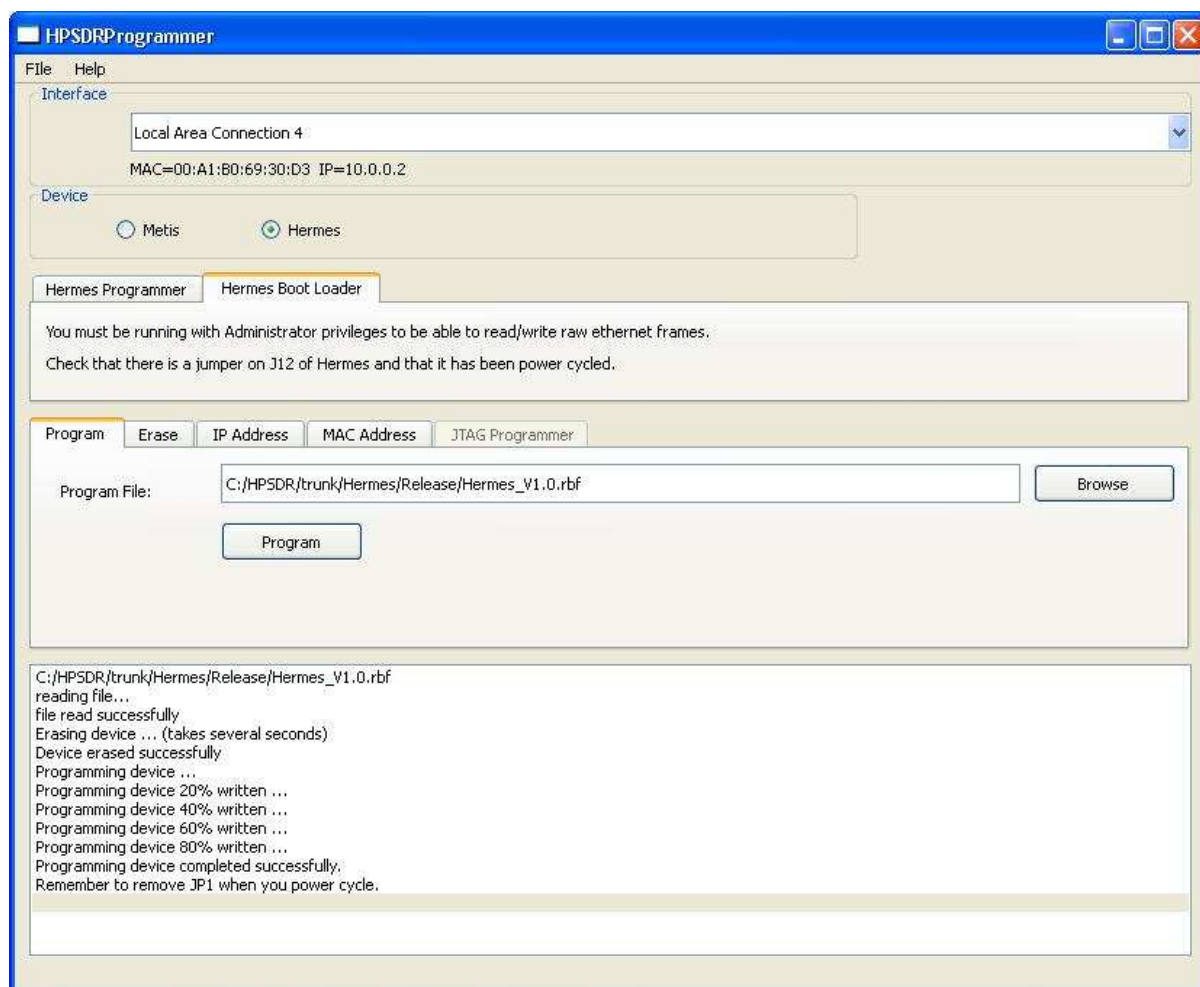 HPSDRProgrammer
FIle Help
Interface
Local Area Connection 4
MAC=00:A1:B0:69:30:D3 IP=10.0.0.2
Device
Metis Hermes
Hermes Programmer Hermes Boot Loader
You must be running with Administrator privileges to be able to read/write raw ethernet frames.
Check that there is a jumper on J12 of Hermes and that it has been power cycled.
Program Erase IP Address MAC Address JTAG Programmer
Program File: C:/HPSDR/trunk/Hermes/Release/Hermes_V1.0.rbf Browse
Program
C:/HPSDR/trunk/Hermes/Release/Hermes_V1.0.rbf
reading file...
file read successfully
Erasing device ... (takes several seconds)
Device erased successfully
Programming device ...
Programming device 20% written ...
Programming device 40% written ...
Programming device 60% written ...
Programming device 80% written ...
Programming device completed successfully.
Remember to remove JP1 when you power cycle.